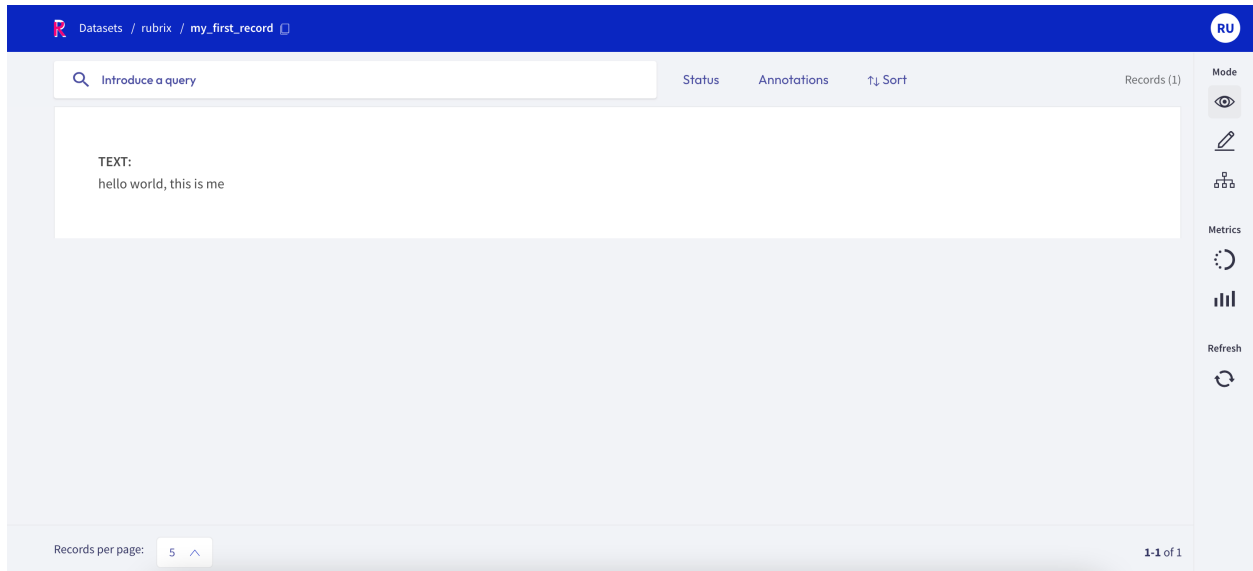 R Datasets / rubrix / my_first_record RU
Introduce a query Status Annotations ↑↓ Sort Records (1)
Mode
TEXT:
hello world, this is me
Metrics
Refresh
Records per page: 5 1-1 of 1